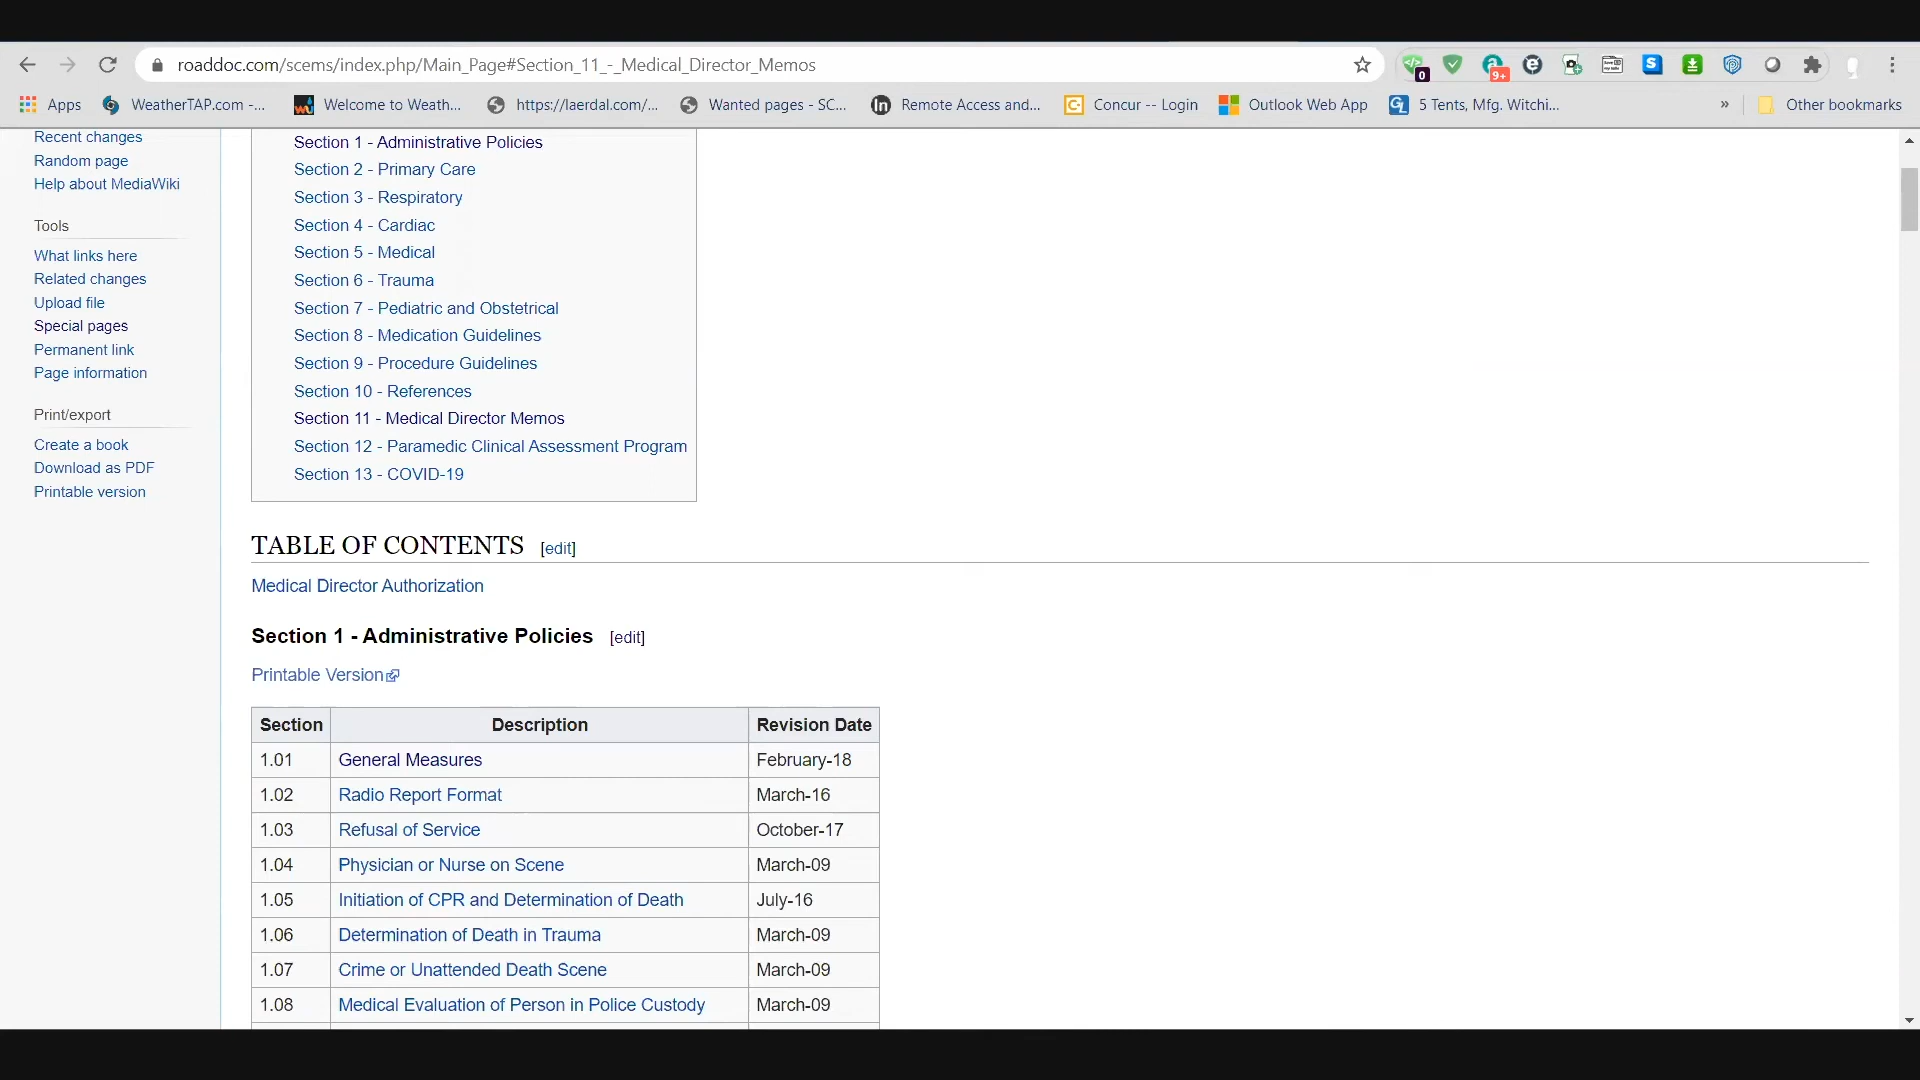 roaddoc.com/scems/index.php/Main_Page#Section_11_-_Medical_Director_Memos
0
9+
Apps
WeatherTAP.com -...
Welcome to Weath...
https://laerdal.com/...
Wanted pages - SC...
Remote Access and...
Concur -- Login
Outlook Web App
5 Tents, Mfg. Witchi...
»
Other bookmarks
Recent changes
Random page
Help about MediaWiki
Tools
What links here
Related changes
Upload file
Special pages
Permanent link
Page information
Print/export
Create a book
Download as PDF
Printable version
Section 1 - Administrative Policies
Section 2 - Primary Care
Section 3 - Respiratory
Section 4 - Cardiac
Section 5 - Medical
Section 6 - Trauma
Section 7 - Pediatric and Obstetrical
Section 8 - Medication Guidelines
Section 9 - Procedure Guidelines
Section 10 - References
Section 11 - Medical Director Memos
Section 12 - Paramedic Clinical Assessment Program
Section 13 - COVID-19
TABLE OF CONTENTS [edit]
Medical Director Authorization
Section 1 - Administrative Policies [edit]
Printable Version
Section Description Revision Date
1.01 General Measures February-18
1.02 Radio Report Format March-16
1.03 Refusal of Service October-17
1.04 Physician or Nurse on Scene March-09
1.05 Initiation of CPR and Determination of Death July-16
1.06 Determination of Death in Trauma March-09
1.07 Crime or Unattended Death Scene March-09
1.08 Medical Evaluation of Person in Police Custody March-09